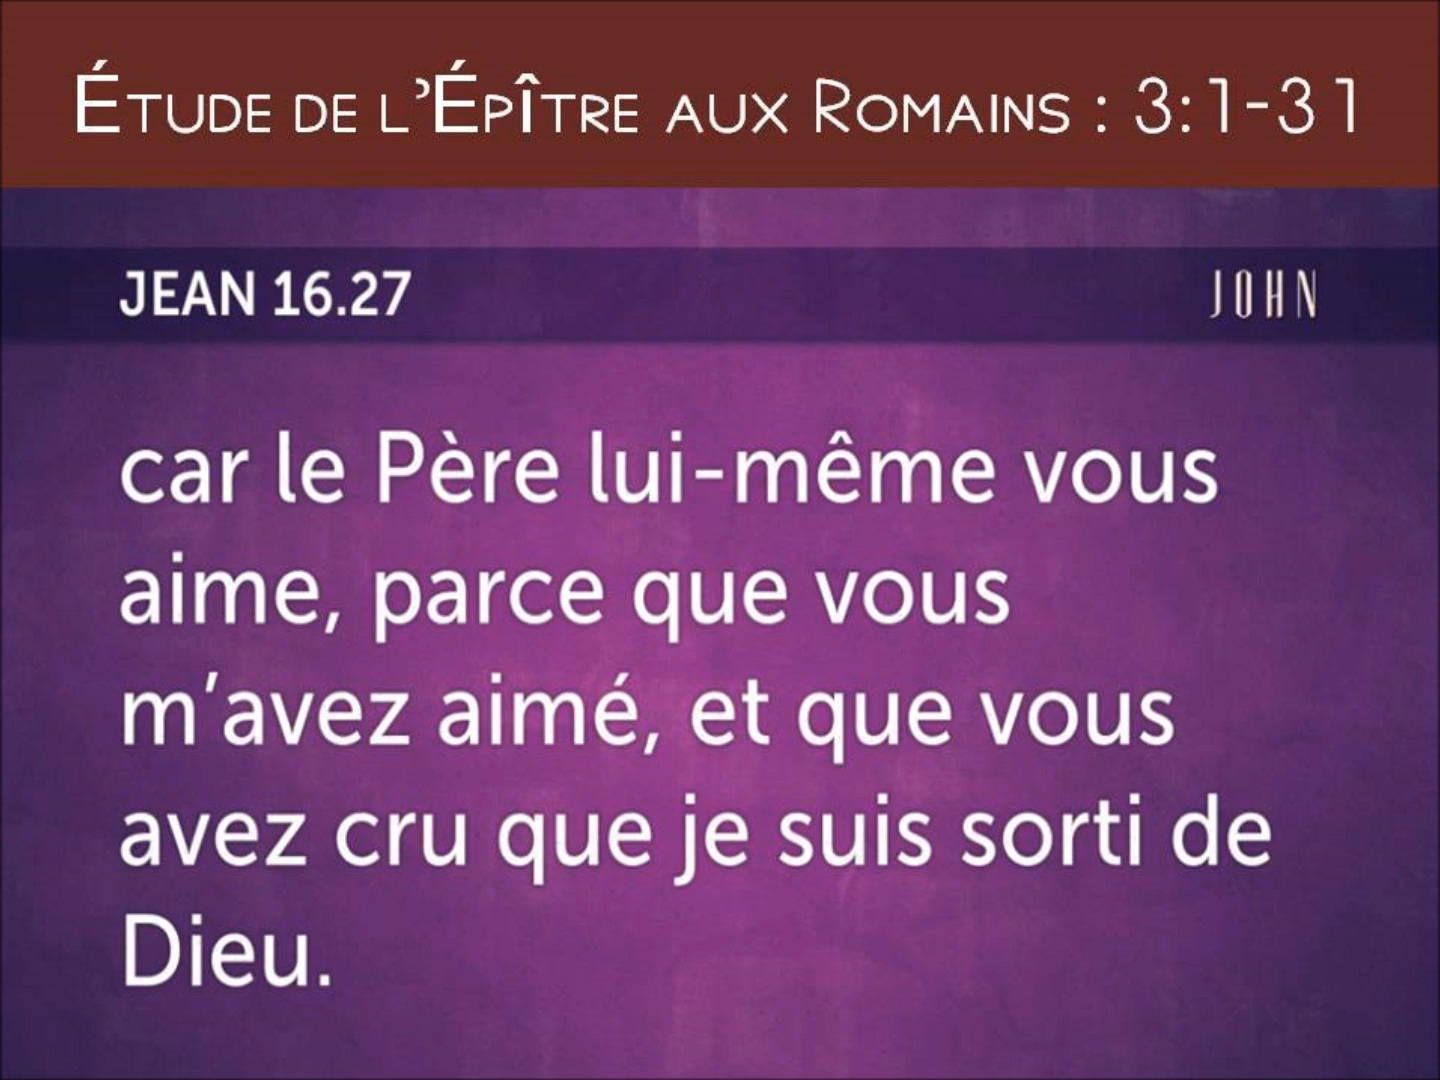 Étude de l'Épître aux Romains : 3:1-31
JEAN 16.27
JOHN
car le Père lui-même vous
aime, parce que vous
m’avez aimé, et que vous
avez cru que je suis sorti de
Dieu.